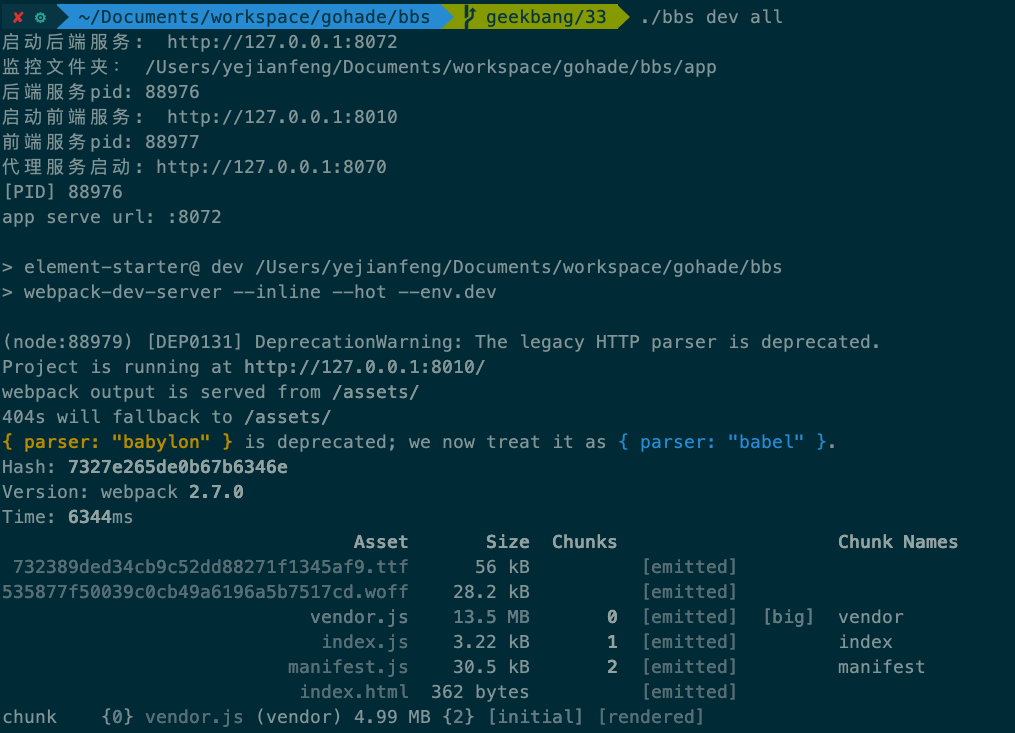 ✘ ⚙ ~/Documents/workspace/gohade/bbs geekbang/33 ./bbs dev all
启动后端服务: http://127.0.0.1:8072
监控文件夹: /Users/yejianfeng/Documents/workspace/gohade/bbs/app
后端服务pid: 88976
启动前端服务: http://127.0.0.1:8010
前端服务pid: 88977
代理服务启动: http://127.0.0.1:8070
[PID] 88976
app serve url: :8072
> element-starter@ dev /Users/yejianfeng/Documents/workspace/gohade/bbs
> webpack-dev-server --inline --hot --env.dev
(node:88979) [DEP0131] DeprecationWarning: The legacy HTTP parser is deprecated.
Project is running at http://127.0.0.1:8010/
webpack output is served from /assets/
404s will fallback to /assets/
{ parser: "babylon" } is deprecated; we now treat it as { parser: "babel" }.
Hash: 7327e265de0b67b6346e
Version: webpack 2.7.0
Time: 6344ms
Asset Size Chunks Chunk Names
732389ded34cb9c52dd88271f1345af9.ttf 56 kB [emitted]
535877f50039c0cb49a6196a5b7517cd.woff 28.2 kB [emitted]
vendor.js 13.5 MB 0 [emitted] [big] vendor
index.js 3.22 kB 1 [emitted] index
manifest.js 30.5 kB 2 [emitted] manifest
index.html 362 bytes [emitted]
chunk {0} vendor.js (vendor) 4.99 MB {2} [initial] [rendered]